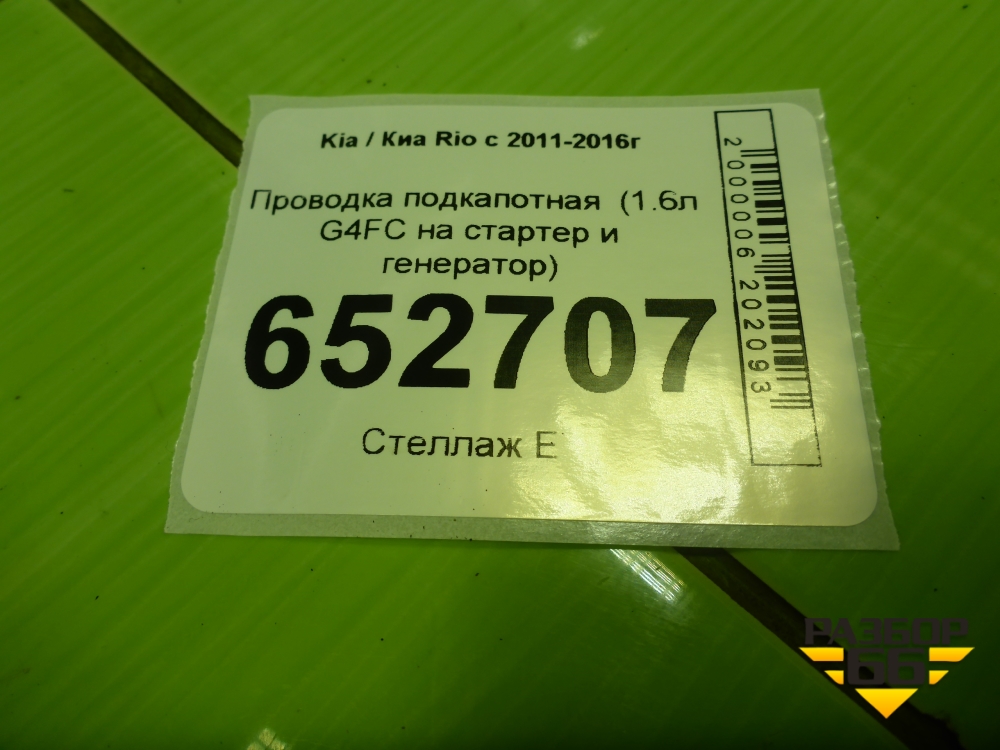 Kia / Киа Rio с 2011-2016г
Проводка подкапотная (1.6л
G4FC на стартер и
генератор)
652707
Стеллаж E
2000006202093
РАЗБОР
66